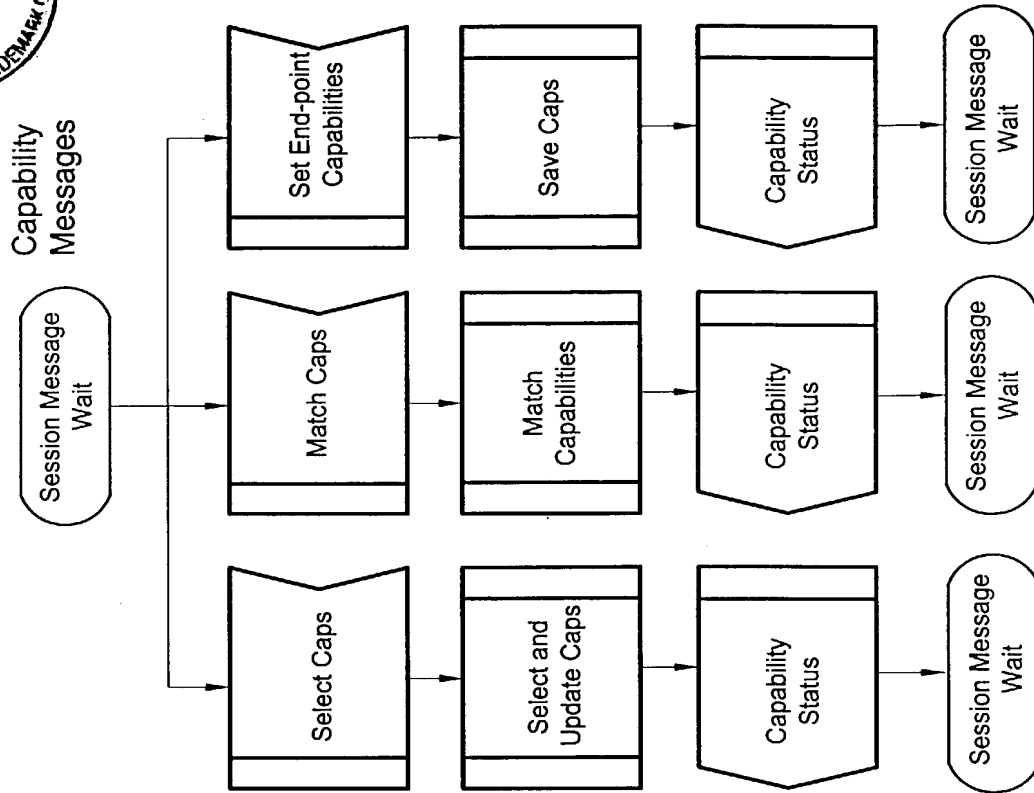 Capability
Messages
Session Message
Wait
Select Caps
Match Caps
Set End-point
Capabilities
Select and
Update Caps
Match
Capabilities
Save Caps
Capability
Status
Capability
Status
Capability
Status
Session Message
Wait
Session Message
Wait
Session Message
Wait